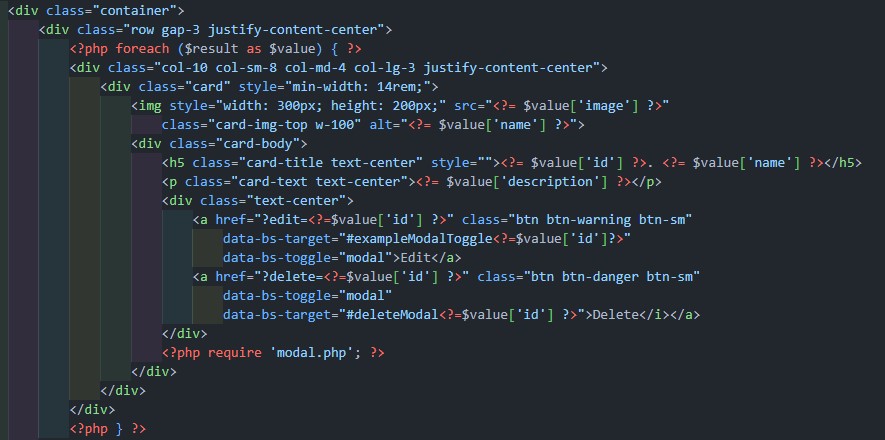 <div class="container">
<div class="row gap-3 justify-content-center">
<?php foreach ($result as $value) { ?>
<div class="col-10 col-sm-8 col-md-4 col-lg-3 justify-content-center">
<div class="card" style="min-width: 14rem;">
<img style="width: 300px; height: 200px;" src="<?= $value['image'] ?>"
class="card-img-top w-100" alt="<?= $value['name'] ?>">
<div class="card-body">
<h5 class="card-title text-center" style=""><?= $value['id'] ?>. <?= $value['name'] ?></h5>
<p class="card-text text-center"><?= $value['description'] ?></p>
<div class="text-center">
<a href="?edit=<?=$value['id'] ?>" class="btn btn-warning btn-sm"
data-bs-target="#exampleModalToggle<?=$value['id']?>"
data-bs-toggle="modal">Edit</a>
<a href="?delete=<?=$value['id'] ?>" class="btn btn-danger btn-sm"
data-bs-toggle="modal"
data-bs-target="#deleteModal<?=$value['id'] ?>">Delete</i></a>
</div>
<?php require 'modal.php'; ?>
</div>
</div>
</div>
<?php } ?>